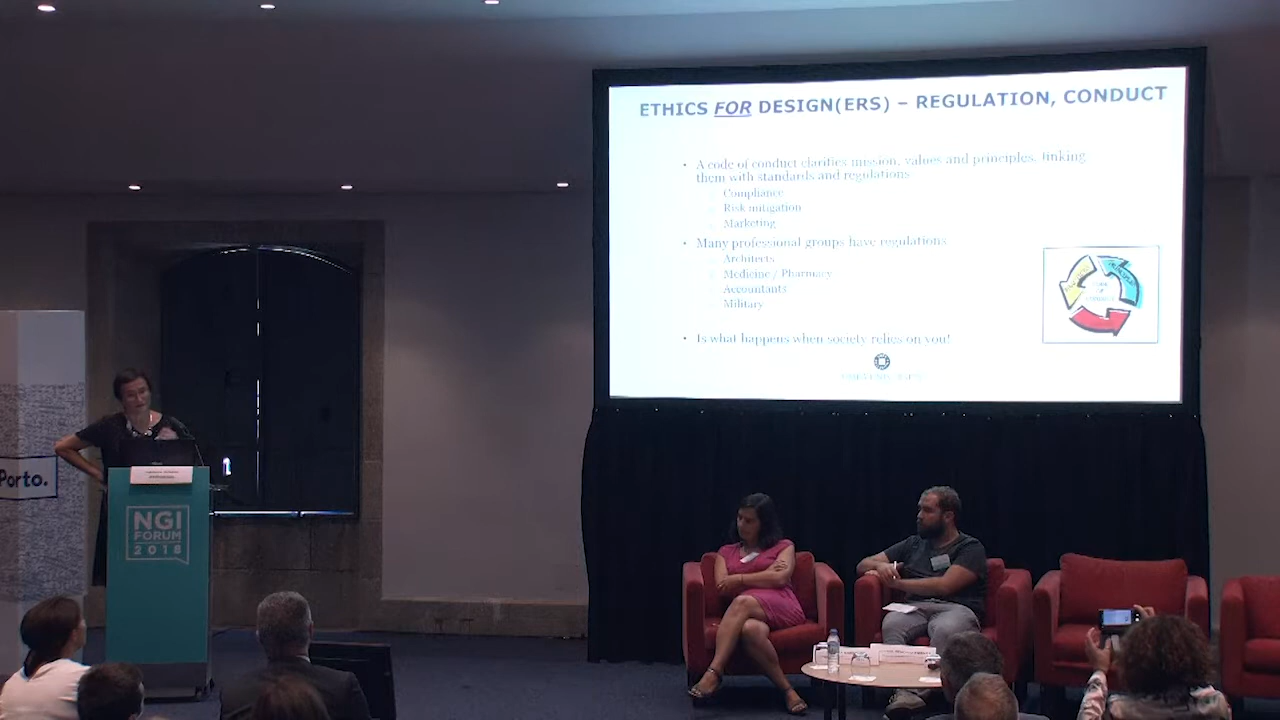 ETHICS FOR DESIGN(ERS) – REGULATION, CONDUCT
• A code of conduct clarifies mission, values and principles, linking
them with standards and regulations
Compliance
Risk mitigation
Marketing
• Many professional groups have regulations
Architects
Medicine / Pharmacy
Accountants
Military
• Is what happens when society relies on you!
Porto.
NGI
FORUM
2018